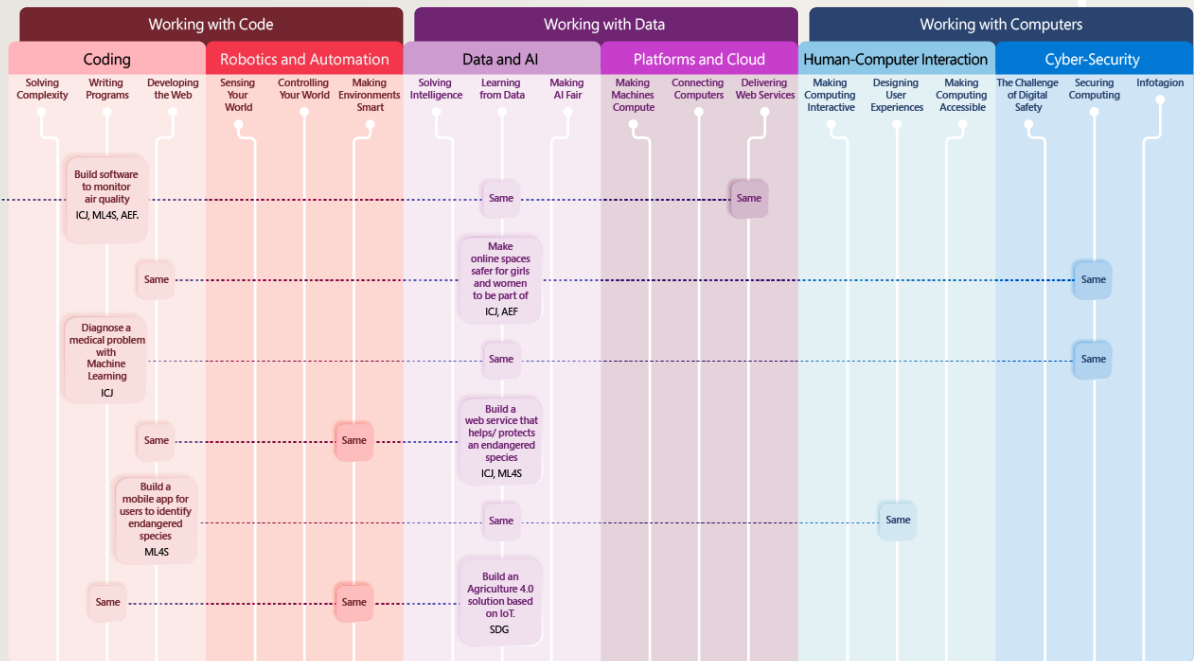 Working with Code
Working with Data
Working with Computers
Coding
Robotics and Automation
Data and AI
Platforms and Cloud
Human-Computer Interaction
Cyber-Security
Solving
Complexity
Writing
Programs
Developing
the Web
Sensing
Your
World
Controlling
Your World
Making
Environments
Smart
Solving
Intelligence
Learning
from Data
Making
AI Fair
Making
Machines
Compute
Connecting
Computers
Delivering
Web Services
Making
Computing
Interactive
Designing
User
Experiences
Making
Computing
Accessible
The Challenge
of Digital
Safety
Securing
Computing
Infotagion
Build software
to monitor
air quality
ICJ, ML4S, AEF.
Same
Same
Same
Make
online spaces
safer for girls
and women
to be part of
ICJ, AEF
Same
Diagnose a
medical problem
with
Machine
Learning
ICJ
Same
Same
Same
Same
Build a
web service that
helps/ protects
an endangered
species
ICJ, ML4S
Build a
mobile app for
users to identify
endangered
species
ML4S
Same
Same
Same
Same
Build an
Agriculture 4.0
solution based
on IoT.
SDG